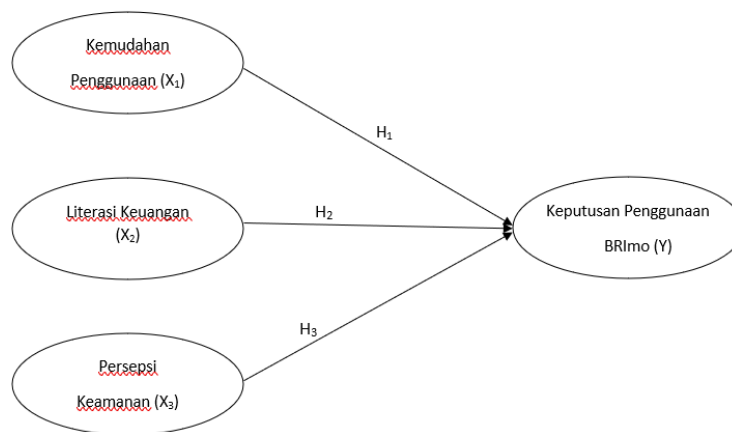 Kemudahan
Penggunaan (X₁)
H₁
Literasi Keuangan
(X₂)
H₂
Keputusan Penggunaan
BRImo (Y)
H₃
Persepsi
Keamanan (X₃)